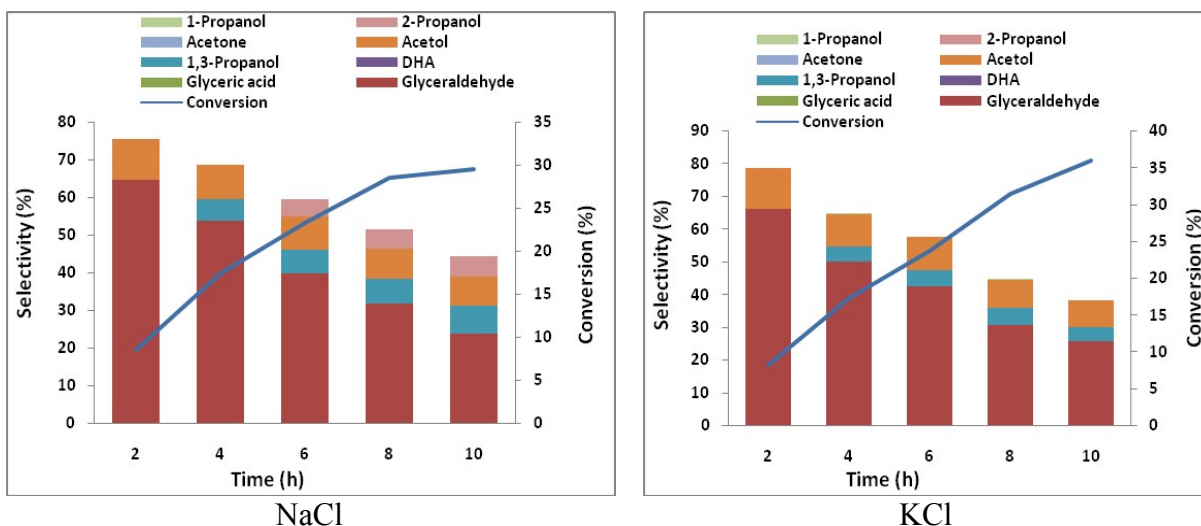 1-Propanol 2-Propanol
Acetone Acetol
1,3-Propanol DHA
Glyceric acid Glyceraldehyde
Conversion
80
70
60
50
40
30
20
10
0
Selectivity (%)
35
30
25
20
15
10
5
0
Conversion (%)
2 4 6 8 10
Time (h)
NaCl
1-Propanol 2-Propanol
Acetone Acetol
1,3-Propanol DHA
Glyceric acid Glyceraldehyde
Conversion
90
80
70
60
50
40
30
20
10
0
Selectivity (%)
40
35
30
25
20
15
10
5
0
Conversion (%)
2 4 6 8 10
Time (h)
KCl